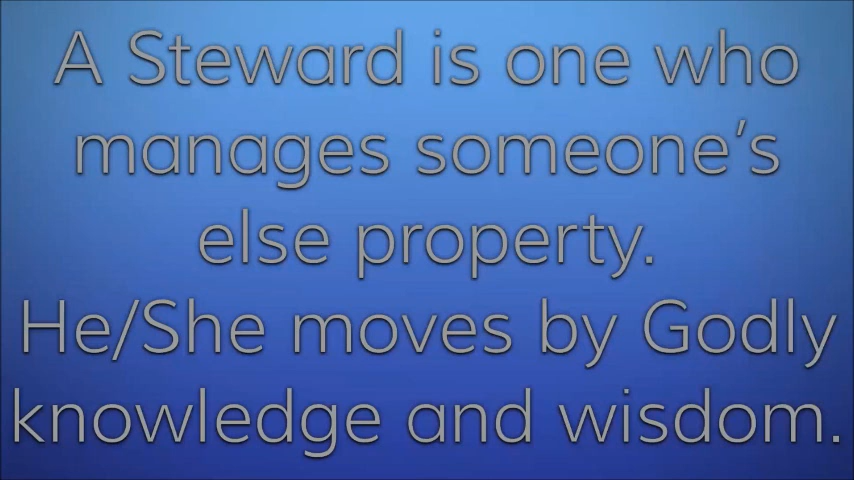 A Steward is one who
manages someone’s
else property.
He/She moves by Godly
knowledge and wisdom.